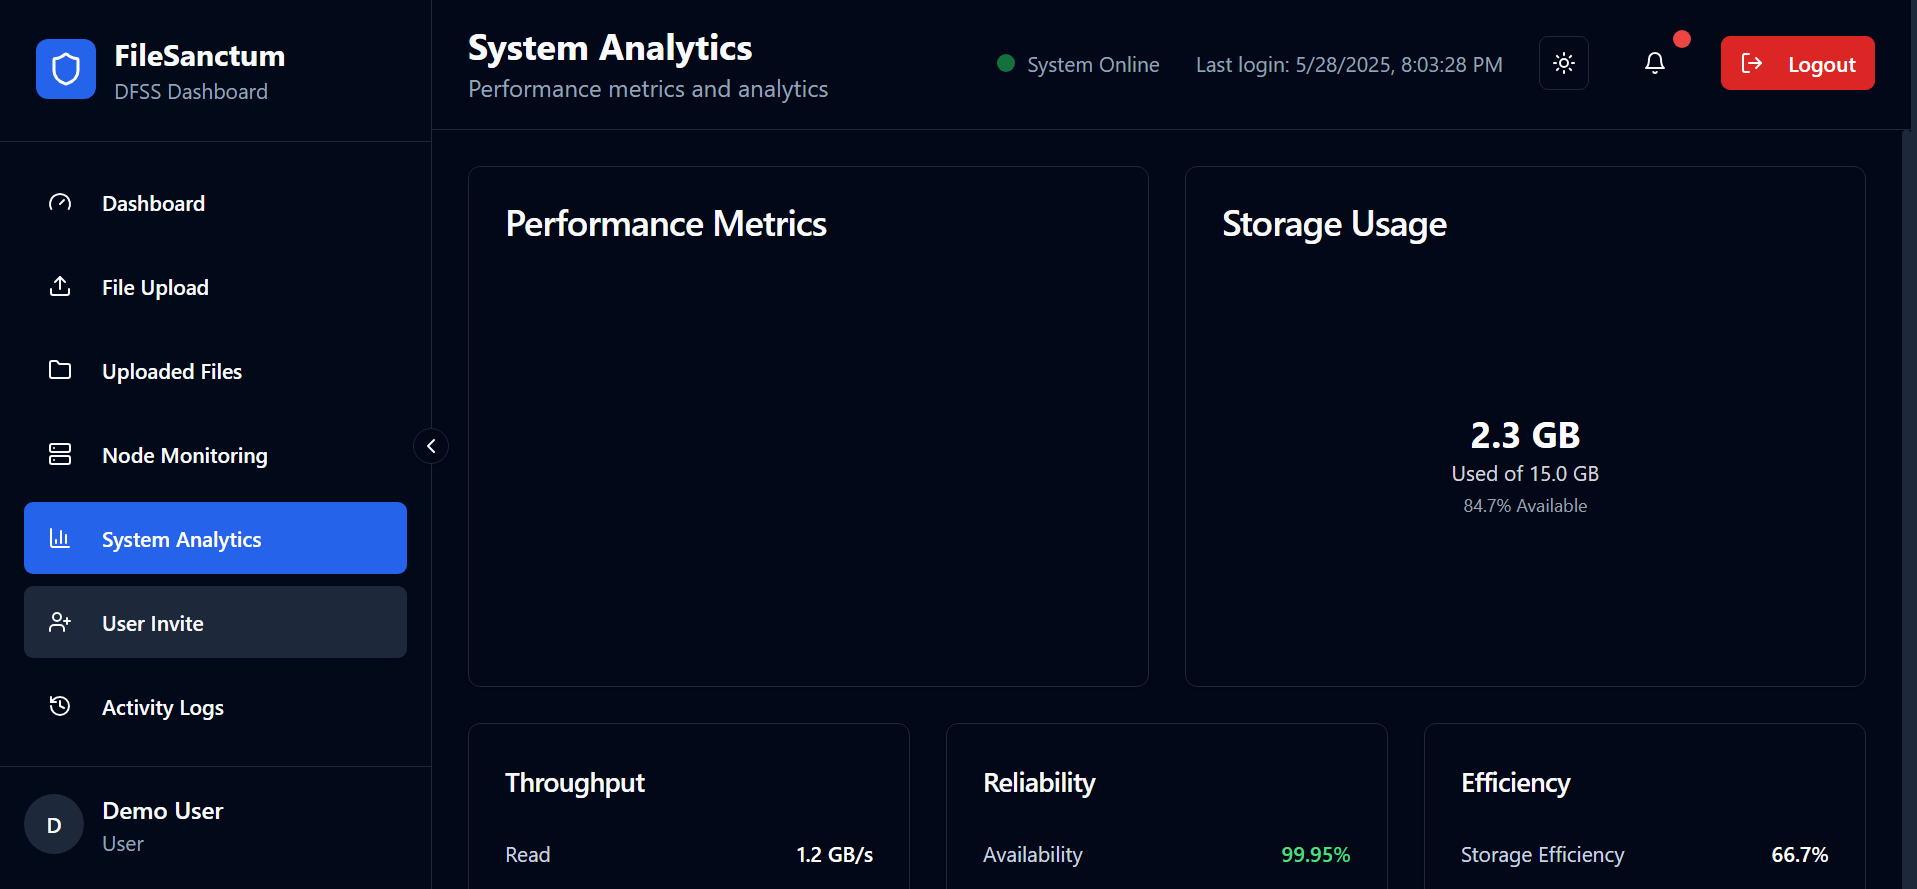 FileSanctum
DFSS Dashboard
Dashboard
File Upload
Uploaded Files
Node Monitoring
System Analytics
User Invite
Activity Logs
D
Demo User
User
System Analytics
Performance metrics and analytics
System Online
Last login: 5/28/2025, 8:03:28 PM
Logout
Performance Metrics
Storage Usage
2.3 GB
Used of 15.0 GB
84.7% Available
Throughput
Read 1.2 GB/s
Reliability
Availability 99.95%
Efficiency
Storage Efficiency 66.7%